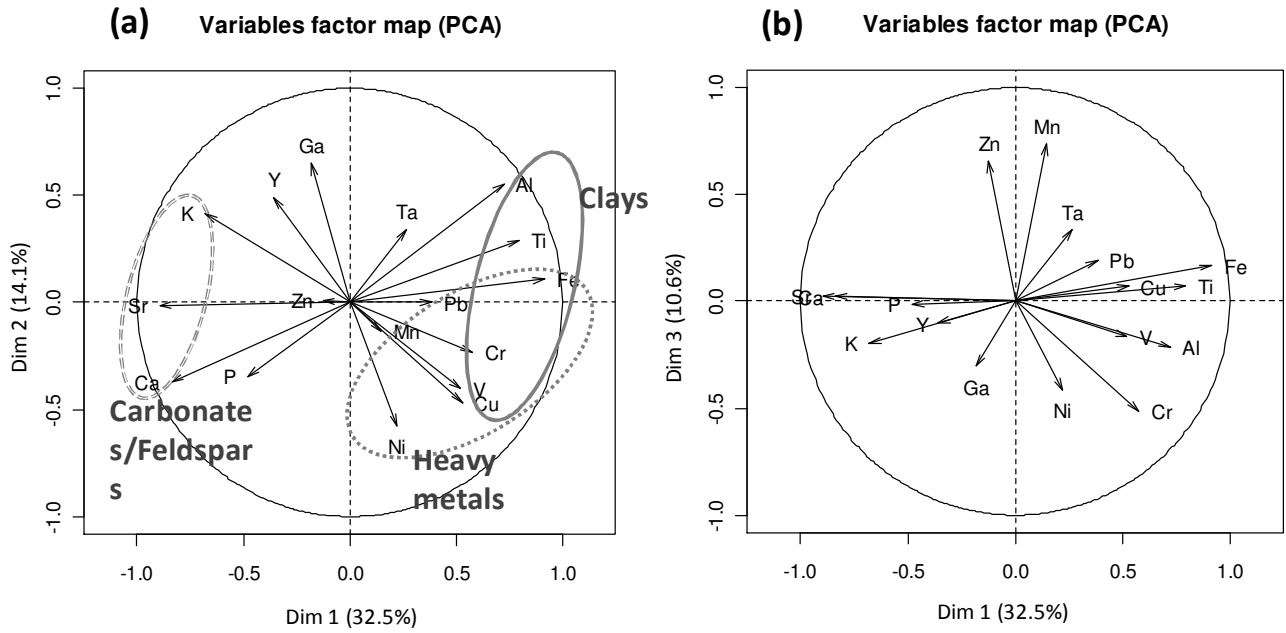 (a)
Variables factor map (PCA)
Dim 2 (14.1%)
1.0
0.5
0.0
-0.5
-1.0
Ga
Y
K
Al
Clays
Ta
Ti
Fe
Sr
Zn
Pb
Mn
Cr
Ca
P
V
Cu
Ni
Carbonate
s/Feldspar
s
Heavy
metals
-1.0 -0.5 0.0 0.5 1.0
Dim 1 (32.5%)
(b)
Variables factor map (PCA)
Dim 3 (10.6%)
1.0
0.5
0.0
-0.5
-1.0
Zn
Mn
Ta
Pb
Fe
Sr
Ca
P
Cu
Ti
Y
K
V
Al
Ga
Ni
Cr
-1.0 -0.5 0.0 0.5 1.0
Dim 1 (32.5%)